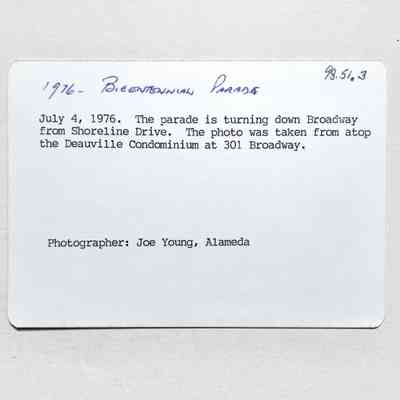 1976- Bicentennial Parade 98.51.3
July 4, 1976. The parade is turning down Broadway
from Shoreline Drive. The photo was taken from atop
the Deauville Condominium at 301 Broadway.
Photographer: Joe Young, Alameda